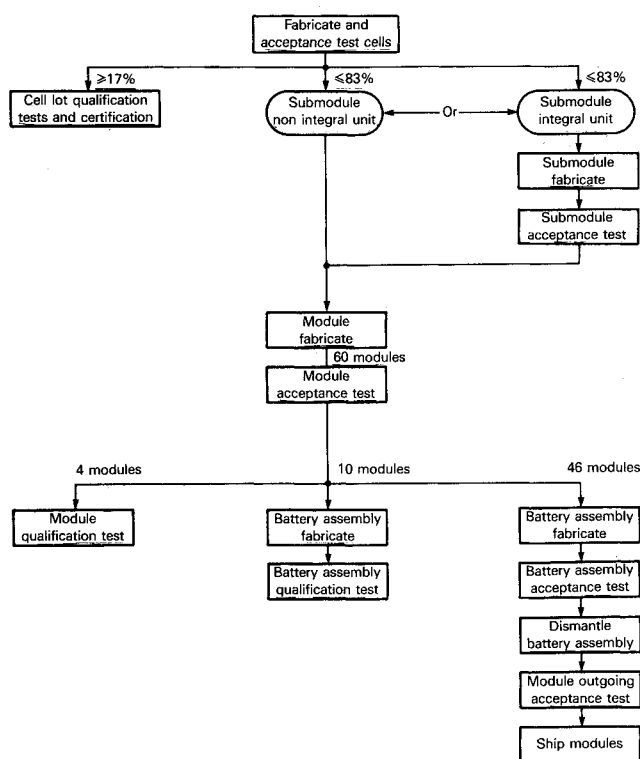 Fabricate and
acceptance test cells
⩾17%
⩽83%
⩽83%
Cell lot qualification
tests and certification
Submodule
non integral unit
Or
Submodule
integral unit
Submodule
fabricate
Submodule
acceptance test
Module
fabricate
60 modules
Module
acceptance test
4 modules
10 modules
46 modules
Module
qualification test
Battery assembly
fabricate
Battery assembly
qualification test
Battery assembly
fabricate
Battery assembly
acceptance test
Dismantle
battery assembly
Module outgoing
acceptance test
Ship modules